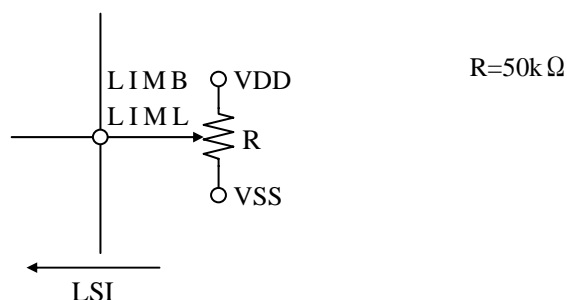 LIMB
LIML
VDD
R
VSS
LSI
R=50kΩ